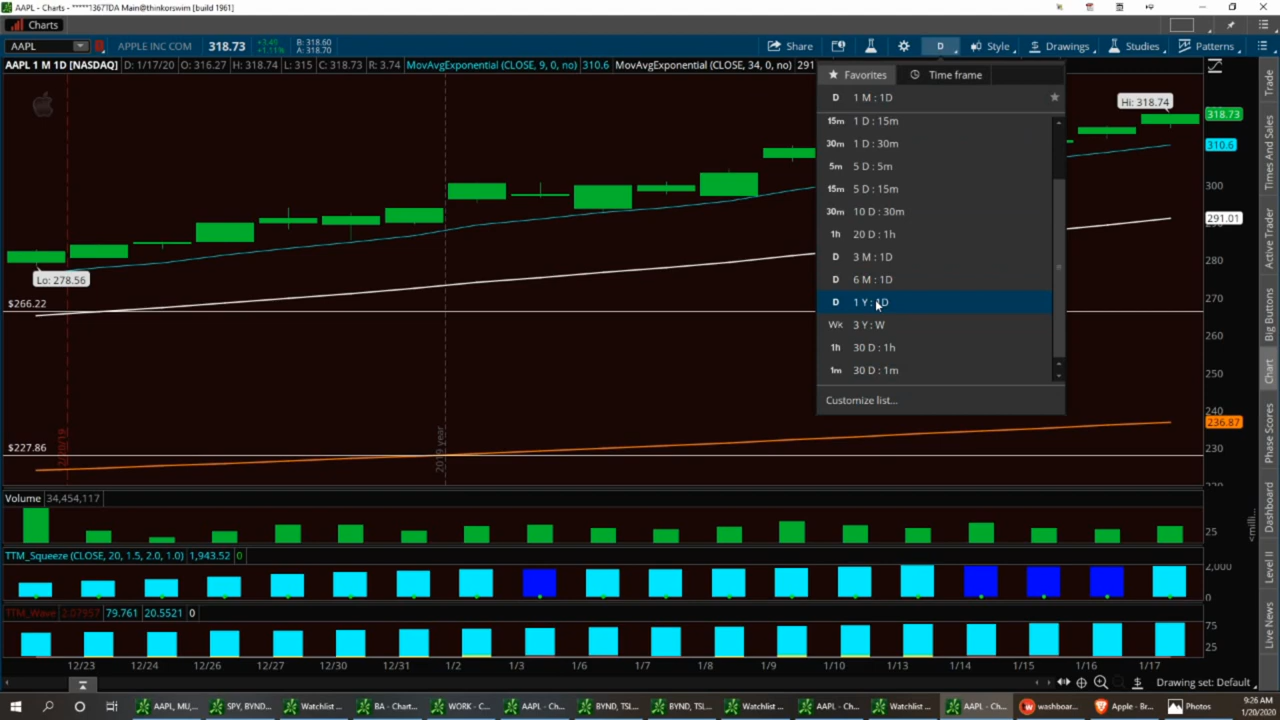 AAPL - Charts - *****1367TDA Main@thinkorswim [build 1961]
Charts
AAPL APPLE INC COM 318.73 +3.49 +1.11% B: 318.60 A: 318.70 Share D Style Drawings Studies Patterns
AAPL 1 M 1D [NASDAQ] D: 1/17/20 O: 316.27 H: 318.74 L: 315 C: 318.73 R: 3.74 MovAvgExponential (CLOSE, 9, 0, no) 310.6 MovAvgExponential (CLOSE, 34, 0, no) 291
Favorites Time frame
D 1 M : 1D
15m 1 D : 15m
30m 1 D : 30m
5m 5 D : 5m
15m 5 D : 15m
30m 10 D : 30m
1h 20 D : 1h
D 3 M : 1D
D 6 M : 1D
D 1 Y : 1D
Wk 3 Y : W
1h 30 D : 1h
1m 30 D : 1m
Customize list...
Hi: 318.74
Lo: 278.56
$266.22
$227.86
2019 year
318.73
310.6
300
291.01
280
270
260
250
240
236.87
230
220
Volume 34,454,117
25
<milli...
TTM_Squeeze (CLOSE, 20, 1.5, 2.0, 1.0) 1,943.52 0
2,000
0
TTM_Wave 2.07957 79.761 20.5521 0
75
25
12/23 12/24 12/26 12/27 12/30 12/31 1/2 1/3 1/6 1/7 1/8 1/9 1/10 1/13 1/14 1/15 1/16 1/17
Drawing set: Default
Trade
Times And Sales
Active Trader
Big Buttons
Chart
Phase Scores
Dashboard
Level II
Live News
AAPL, MU,... SPY, BYND... Watchlist ... BA - Chart... WORK - C... AAPL - Ch... BYND, TSL... BYND, TSL... Watchlist ... AAPL - Ch... Watchlist ... AAPL - Ch... washboar... Apple - Br... Photos
9:26 AM
1/20/2020